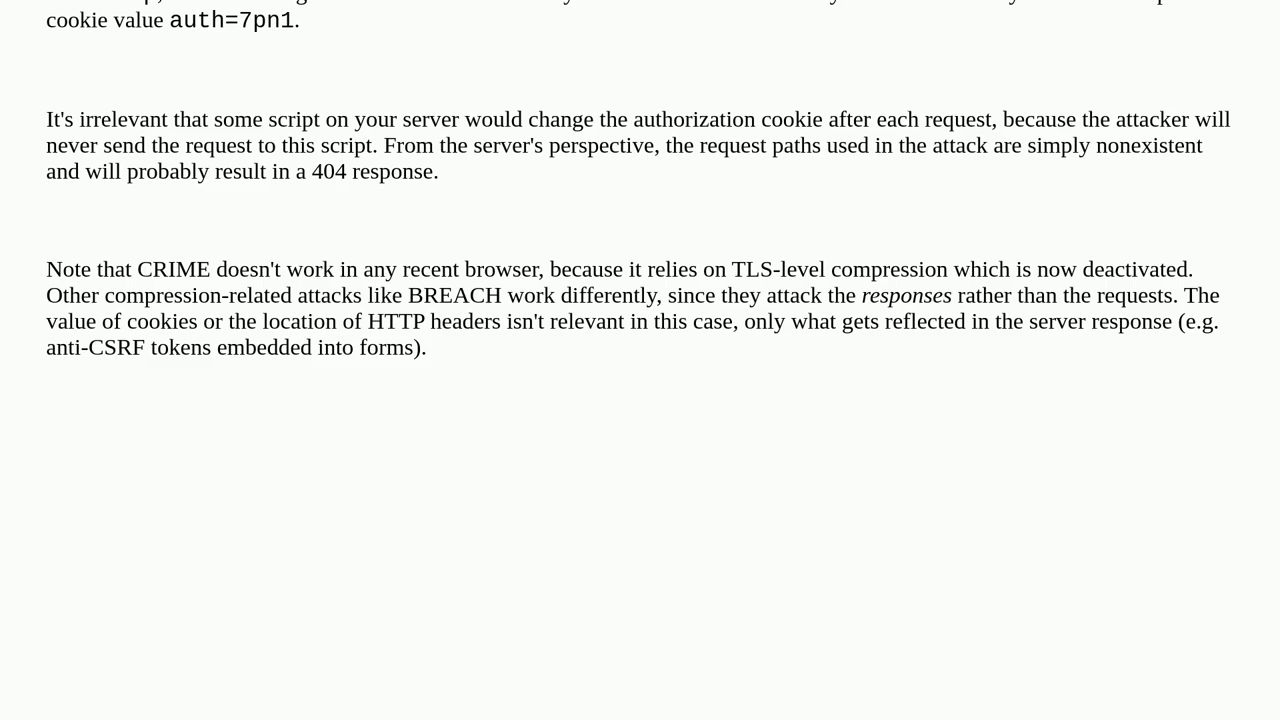 cookie value auth=7pn1.
It's irrelevant that some script on your server would change the authorization cookie after each request, because the attacker will
never send the request to this script. From the server's perspective, the request paths used in the attack are simply nonexistent
and will probably result in a 404 response.
Note that CRIME doesn't work in any recent browser, because it relies on TLS-level compression which is now deactivated.
Other compression-related attacks like BREACH work differently, since they attack the responses rather than the requests. The
value of cookies or the location of HTTP headers isn't relevant in this case, only what gets reflected in the server response (e.g.
anti-CSRF tokens embedded into forms).